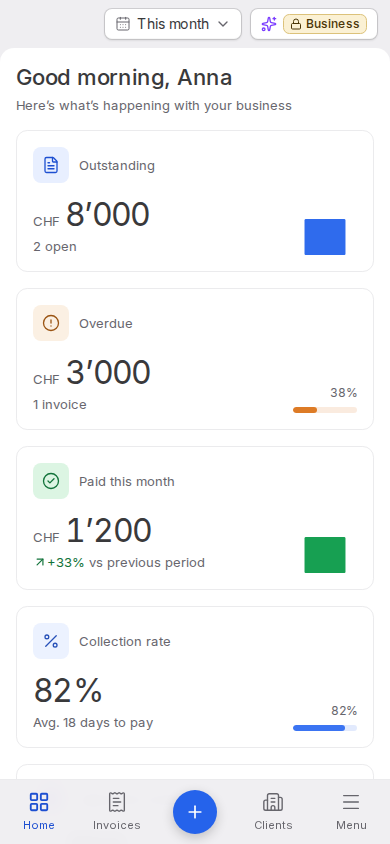 This month
Business
Good morning, Anna
Here’s what’s happening with your business
Outstanding
CHF 8’000
2 open
Overdue
CHF 3’000
38%
1 invoice
Paid this month
CHF 1’200
+33% vs previous period
Collection rate
82%
82%
Avg. 18 days to pay
Home
Invoices
Clients
Menu